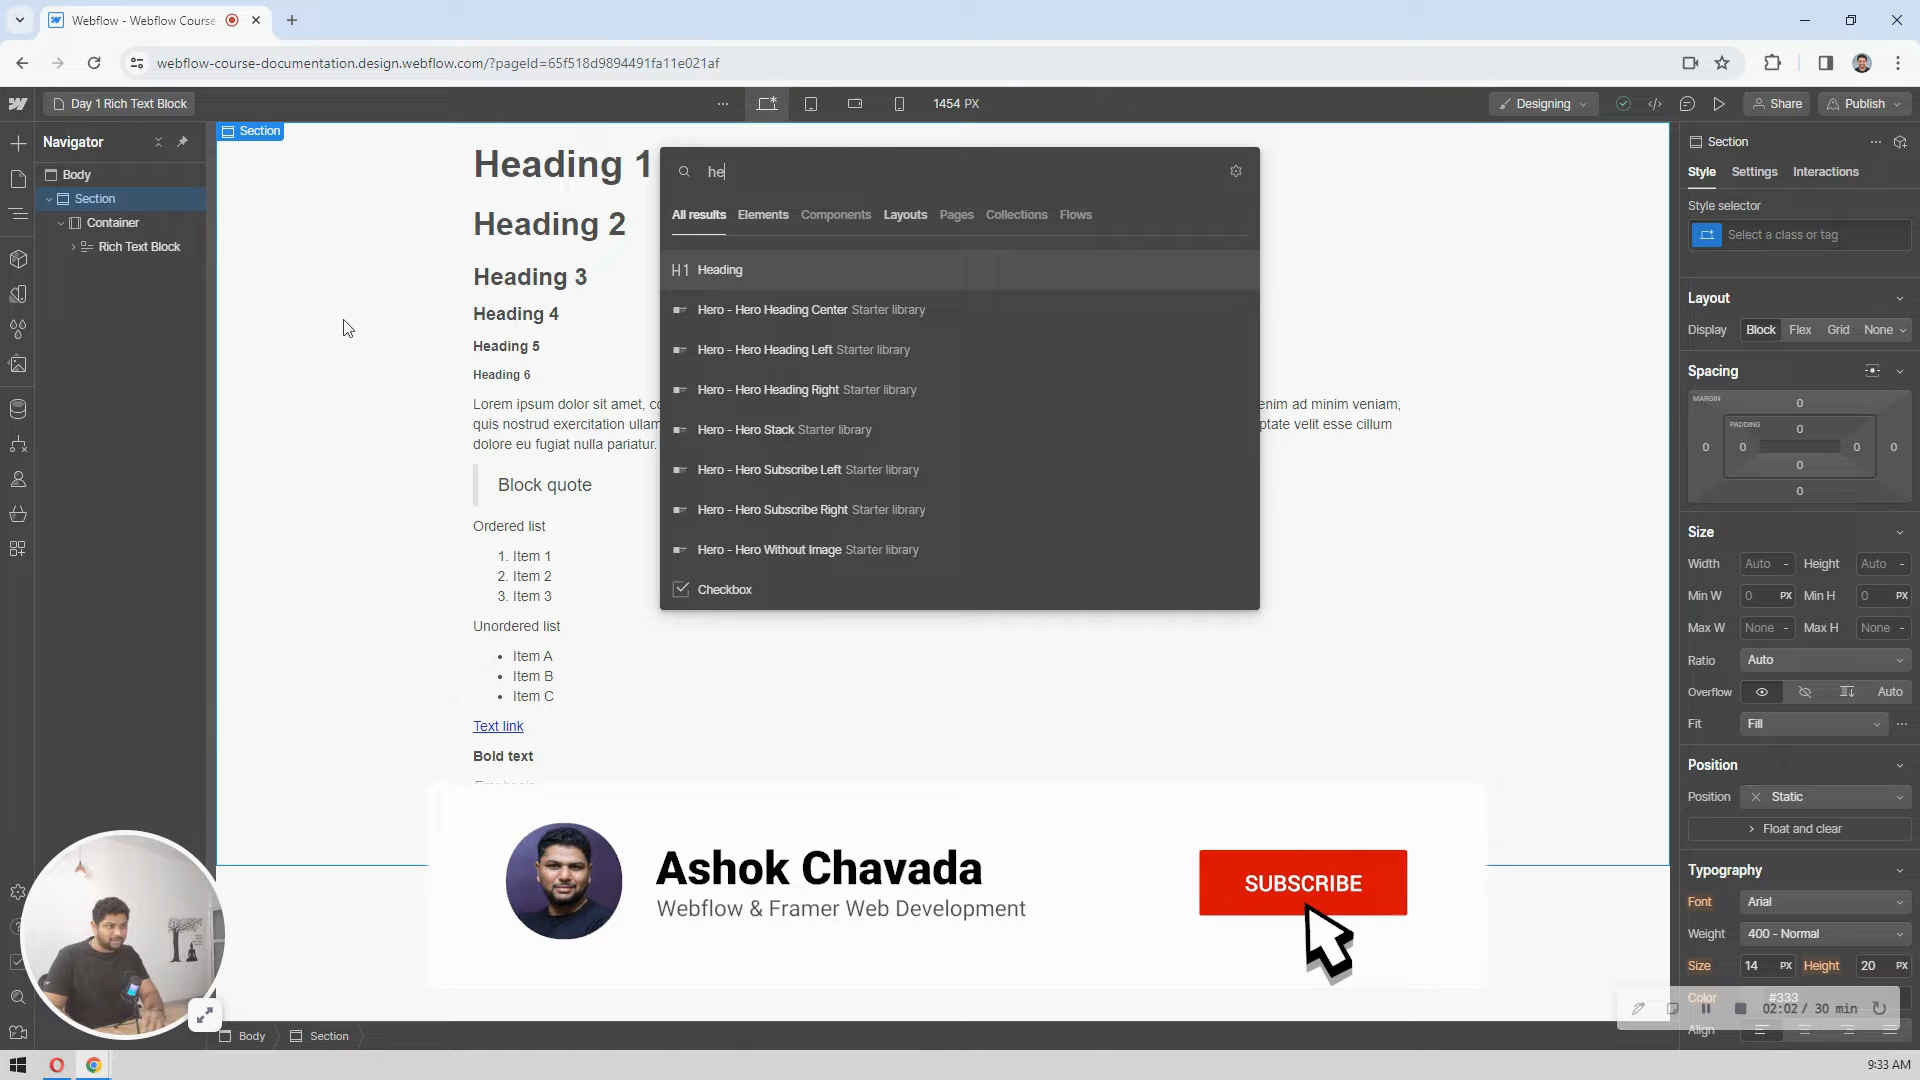 Webflow - Webflow Course
webflow-course-documentation.design.webflow.com/?pageId=65f518d9894491fa11e021af
Day 1 Rich Text Block
1454 PX
Designing
Share
Publish
Navigator
Body
Section
Container
Rich Text Block
Section
Heading 1
Heading 2
Heading 3
Heading 4
Heading 5
Heading 6
Lorem ipsum dolor sit amet, co
enim ad minim veniam,
quis nostrud exercitation ullam
ptate velit esse cillum
dolore eu fugiat nulla pariatur.
Block quote
Ordered list
1. Item 1
2. Item 2
3. Item 3
Unordered list
• Item A
• Item B
• Item C
Text link
Bold text
he
All results
Elements
Components
Layouts
Pages
Collections
Flows
H1 Heading
Hero - Hero Heading Center Starter library
Hero - Hero Heading Left Starter library
Hero - Hero Heading Right Starter library
Hero - Hero Stack Starter library
Hero - Hero Subscribe Left Starter library
Hero - Hero Subscribe Right Starter library
Hero - Hero Without Image Starter library
Checkbox
Section
Style
Settings
Interactions
Style selector
Select a class or tag
Layout
Display
Block
Flex
Grid
None
Spacing
MARGIN
0
PADDING
0
0
0
0
0
0
0
Size
Width
Auto -
Height
Auto -
Min W
0 PX
Min H
0 PX
Max W
None -
Max H
None -
Ratio
Auto
Overflow
Auto
Fit
Fill
Position
Position
Static
Float and clear
Typography
Font
Arial
Weight
400 - Normal
Size
14 PX
Height
20 PX
Color
#333
02:02 / 30 min
Align
Ashok Chavada
Webflow & Framer Web Development
SUBSCRIBE
Body
Section
9:33 AM